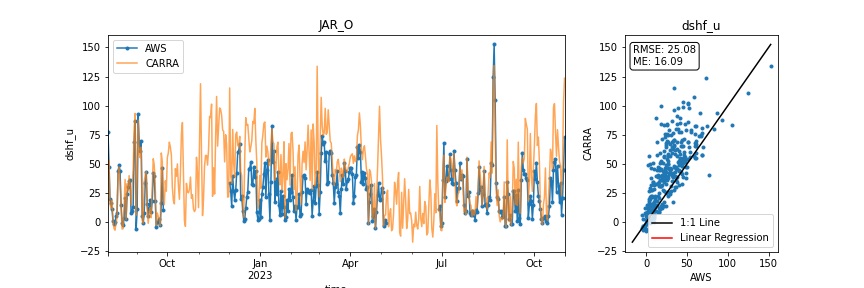 JAR_O
dshf_u
AWS
CARRA
150
125
100
75
50
25
0
−25
dshf_u
Oct
Jan
2023
Apr
Jul
Oct
time
dshf_u
RMSE: 25.08
ME: 16.09
150
125
100
75
50
25
0
−25
CARRA
1:1 Line
Linear Regression
0
50
100
150
AWS